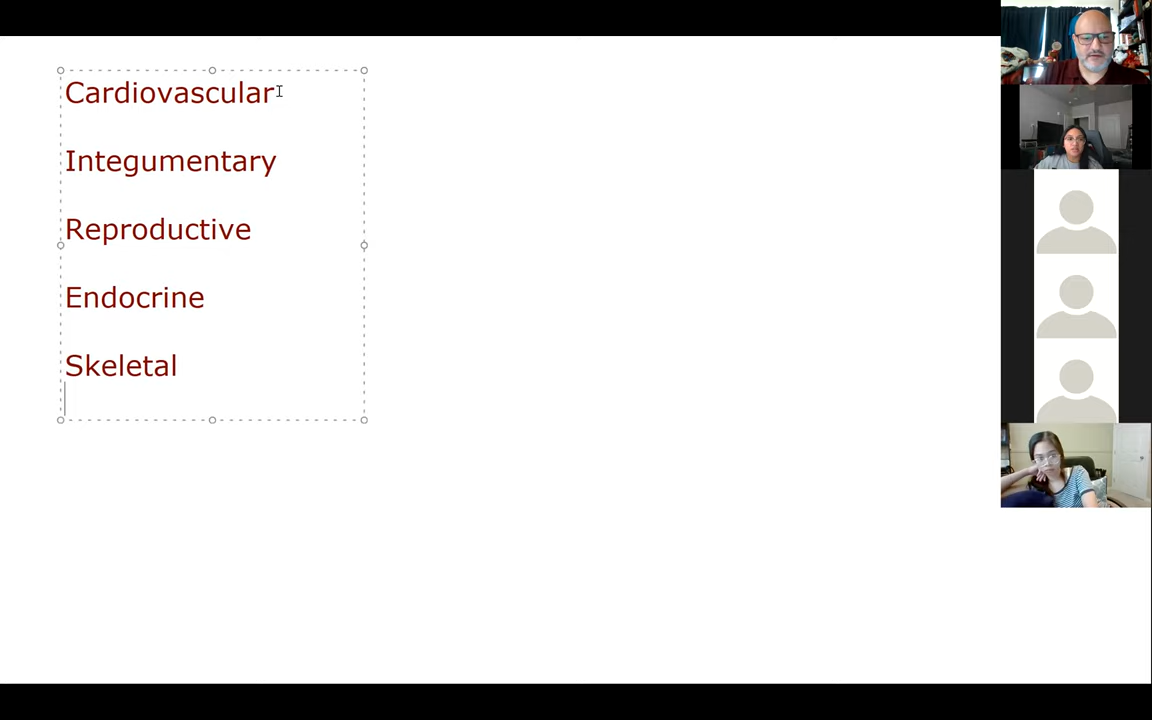 Cardiovascular
Integumentary
Reproductive
Endocrine
Skeletal